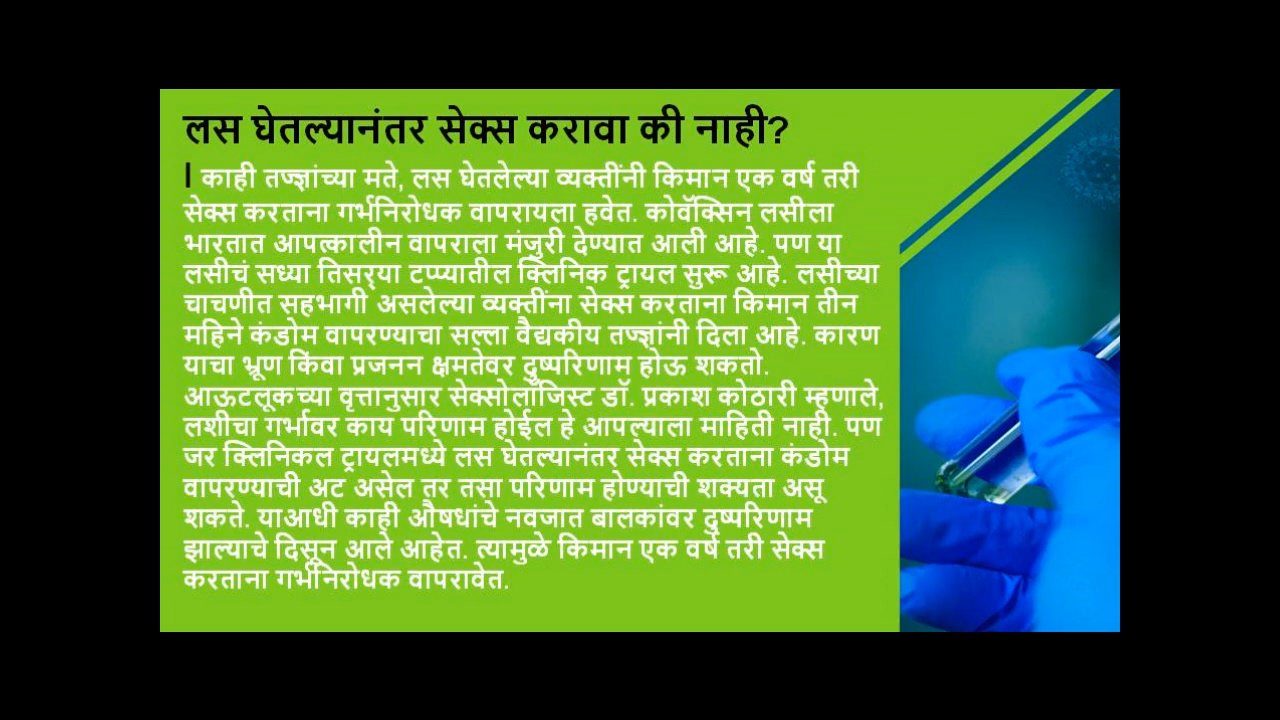 लस घेतल्यानंतर सेक्स करावा की नाही?
| काही तज्ज्ञांच्या मते, लस घेतलेल्या व्यक्तींनी किमान एक वर्ष तरी
सेक्स करताना गर्भनिरोधक वापरायला हवेत. कोवॅक्सिन लसीला
भारतात आपत्कालीन वापराला मंजुरी देण्यात आली आहे. पण या
लसीचं सध्या तिसऱ्या टप्प्यातील क्लिनिक ट्रायल सुरू आहे. लसीच्या
चाचणीत सहभागी असलेल्या व्यक्तींना सेक्स करताना किमान तीन
महिने कंडोम वापरण्याचा सल्ला वैद्यकीय तज्ज्ञांनी दिला आहे. कारण
याचा भ्रूण किंवा प्रजनन क्षमतेवर दुष्परिणाम होऊ शकतो.
आऊटलूकच्या वृत्तानुसार सेक्सोलॉजिस्ट डॉ. प्रकाश कोठारी म्हणाले,
लशीचा गर्भावर काय परिणाम होईल हे आपल्याला माहिती नाही. पण
जर क्लिनिकल ट्रायलमध्ये लस घेतल्यानंतर सेक्स करताना कंडोम
वापरण्याची अट असेल तर तसा परिणाम होण्याची शक्यता असू
शकते. याआधी काही औषधांचे नवजात बालकांवर दुष्परिणाम
झाल्याचे दिसून आले आहेत. त्यामुळे किमान एक वर्ष तरी सेक्स
करताना गर्भनिरोधक वापरावेत.